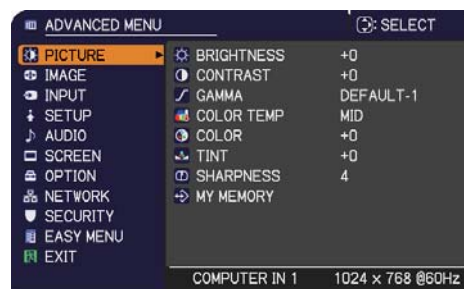 ADVANCED MENU : SELECT
PICTURE BRIGHTNESS +0
IMAGE CONTRAST +0
INPUT GAMMA DEFAULT-1
SETUP COLOR TEMP MID
AUDIO COLOR +0
SCREEN TINT +0
OPTION SHARPNESS 4
NETWORK MY MEMORY
SECURITY
EASY MENU
EXIT
COMPUTER IN 1 1024 x 768 @60Hz